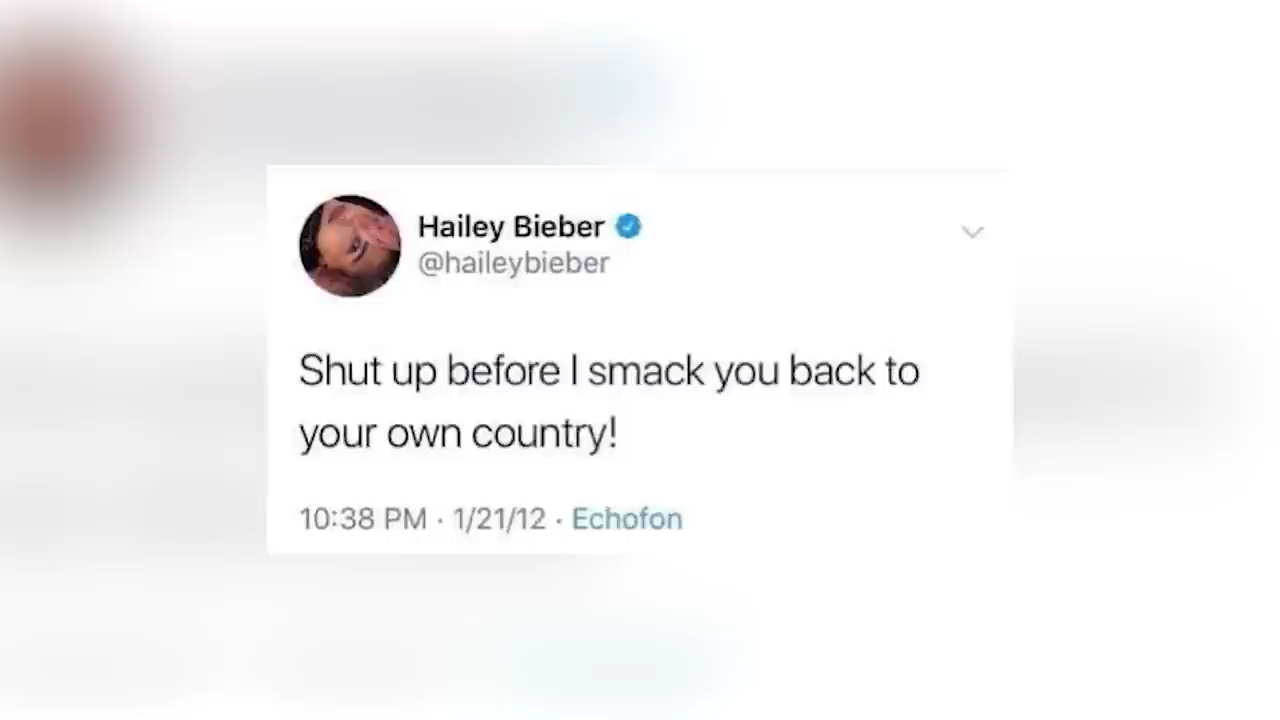 Hailey Bieber
@haileybieber
Shut up before I smack you back to
your own country!
10:38 PM · 1/21/12 · Echofon